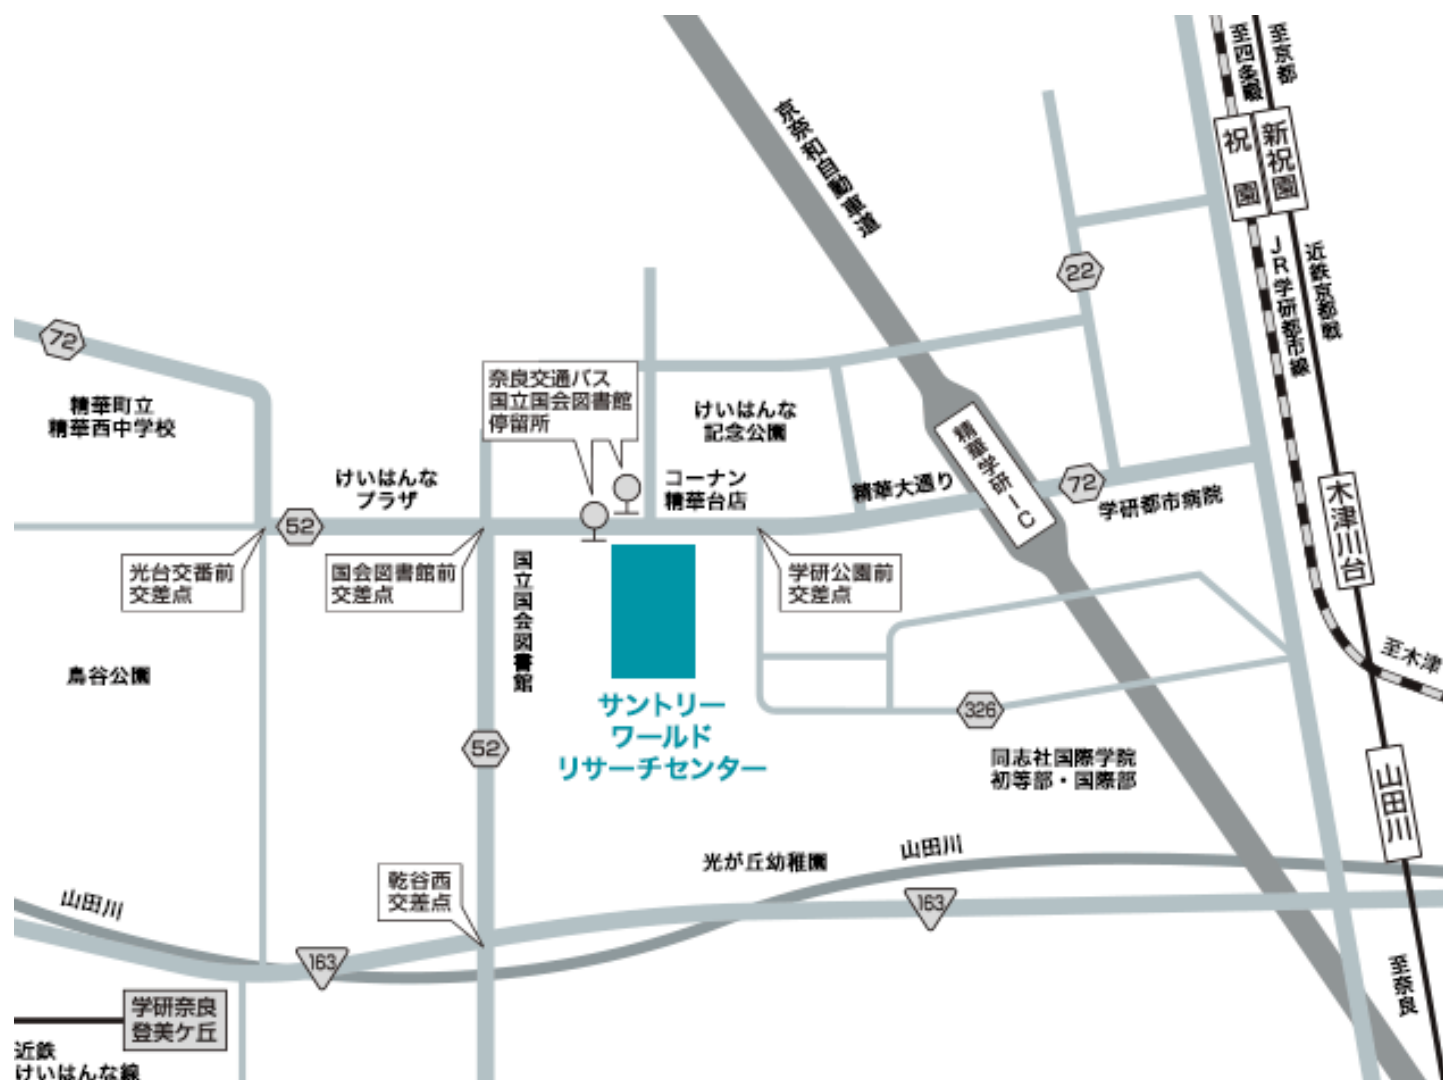 至四条畷
至京都
祝園
新祝園
京奈和自動車道
JR学研都市線
近鉄京都戦
22
72
奈良交通バス
国立国会図書館
停留所
精華町立
精華西中学校
けいはんな
記念公園
けいはんな
プラザ
コーナン
精華台店
精華大通り
精華学研IC
72
学研都市病院
木津川台
52
光台交番前
交差点
国会図書館前
交差点
国立国会図書館
学研公園前
交差点
鳥谷公園
至木津
サントリー
ワールド
リサーチセンター
326
52
同志社国際学院
初等部・国際部
山田川
光が丘幼稚園
山田川
乾谷西
交差点
山田川
163
163
至奈良
学研奈良
登美ケ丘
近鉄
けいはんな線